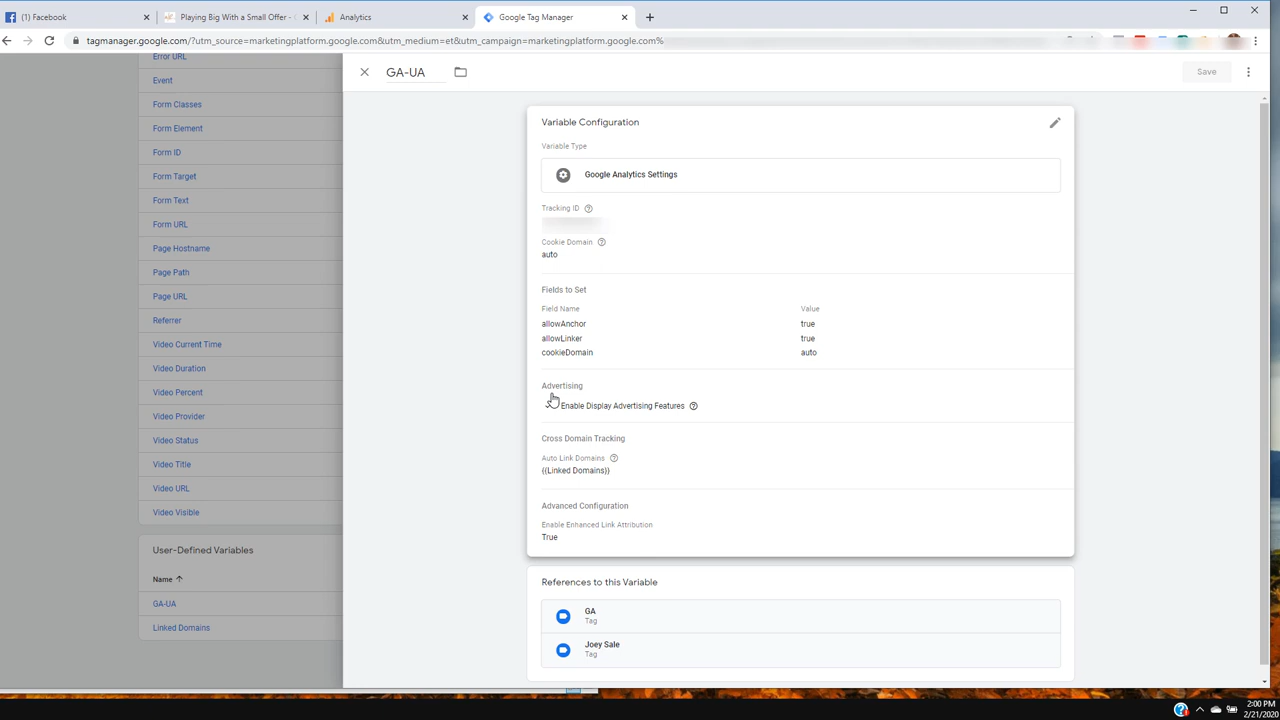 (1) Facebook
Playing Big With a Small Offer -
Analytics
Google Tag Manager
tagmanager.google.com/?utm_source=marketingplatform.google.com&utm_medium=et&utm_campaign=marketingplatform.google.com%
Error URL
Event
Form Classes
Form Element
Form ID
Form Target
Form Text
Form URL
Page Hostname
Page Path
Page URL
Referrer
Video Current Time
Video Duration
Video Percent
Video Provider
Video Status
Video Title
Video URL
Video Visible
User-Defined Variables
Name
GA-UA
Linked Domains
GA-UA
Save
Variable Configuration
Variable Type
Google Analytics Settings
Tracking ID
Cookie Domain
auto
Fields to Set
Field Name Value
allowAnchor true
allowLinker true
cookieDomain auto
Advertising
Enable Display Advertising Features
Cross Domain Tracking
Auto Link Domains
{{Linked Domains}}
Advanced Configuration
Enable Enhanced Link Attribution
True
References to this Variable
GA
Tag
Joey Sale
Tag
2:00 PM
2/21/2020